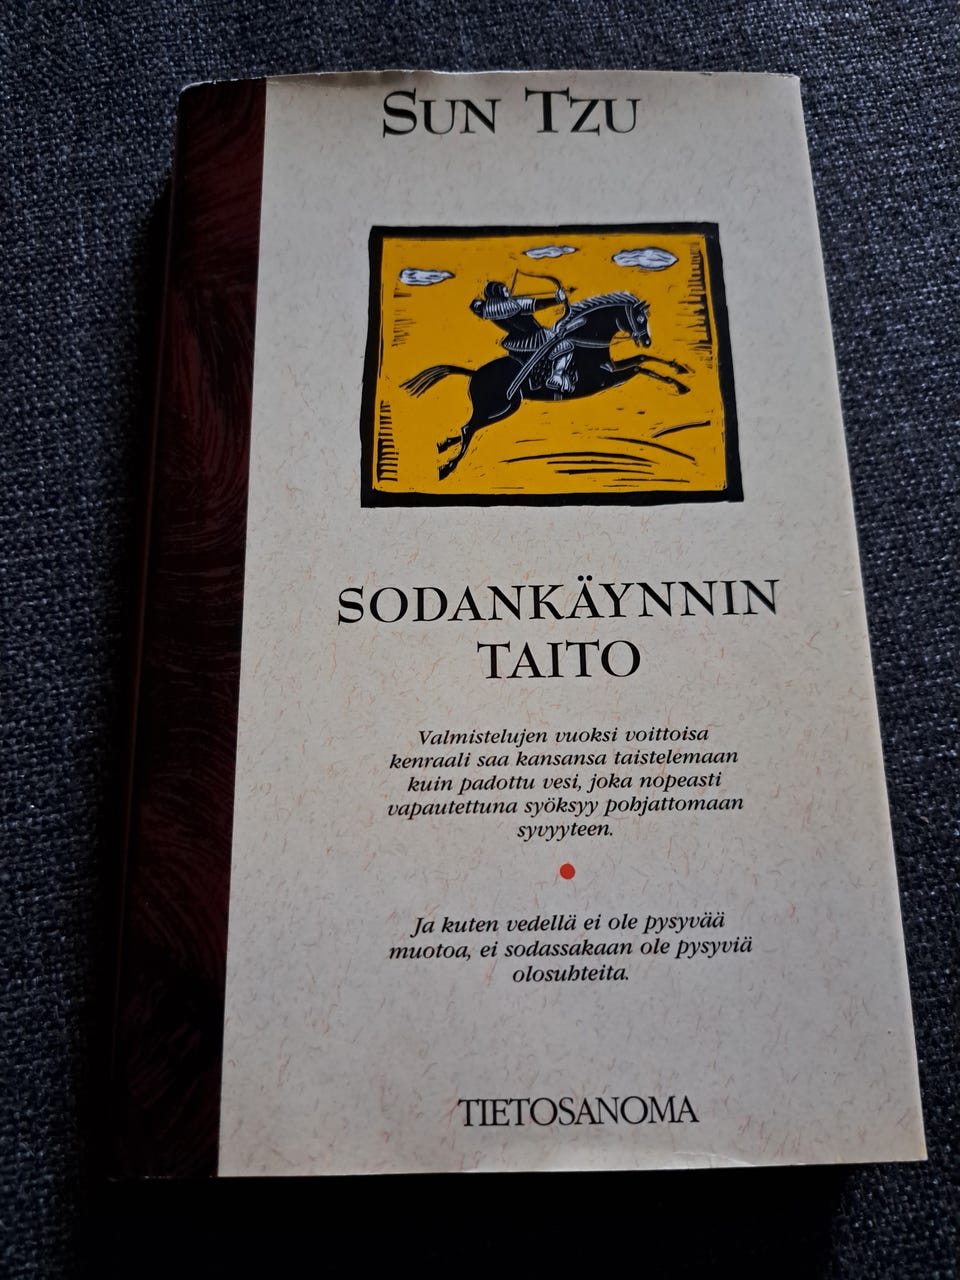 SUN TZU
SODANKÄYNNIN
TAITO
Valmistelujen vuoksi voittoisa
kenraali saa kansansa taistelemaan
kuin padottu vesi, joka nopeasti
vapautettuna syöksyy pohjattomaan
syvyyteen.
Ja kuten vedellä ei ole pysyvää
muotoa, ei sodassakaan ole pysyviä
olosuhteita.
TIETOSANOMA